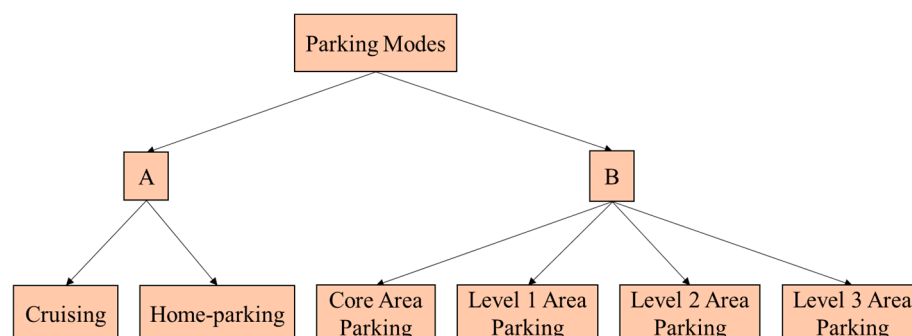 Parking Modes
A
B
Cruising
Home-parking
Core Area
Parking
Level 1 Area
Parking
Level 2 Area
Parking
Level 3 Area
Parking